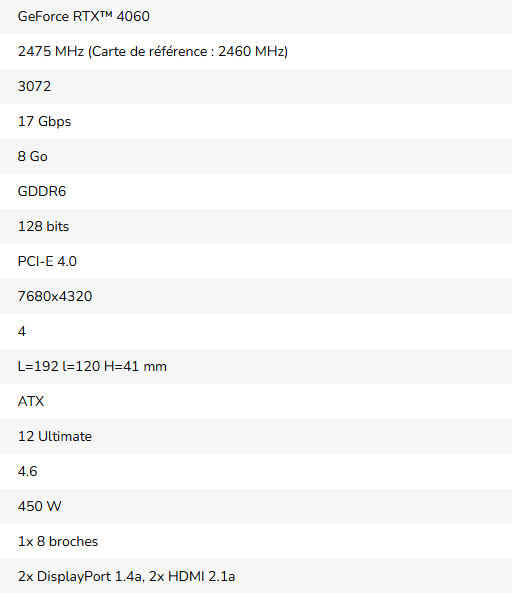 GeForce RTX™ 4060
2475 MHz (Carte de référence : 2460 MHz)
3072
17 Gbps
8 Go
GDDR6
128 bits
PCI-E 4.0
7680x4320
4
L=192 l=120 H=41 mm
ATX
12 Ultimate
4.6
450 W
1x 8 broches
2x DisplayPort 1.4a, 2x HDMI 2.1a